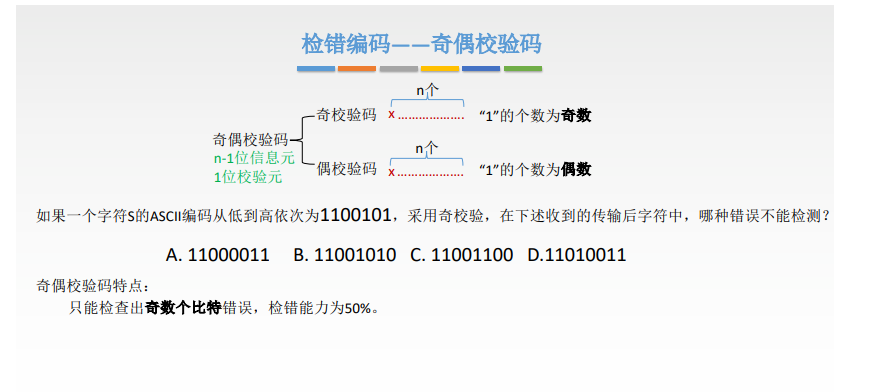 检错编码——奇偶校验码
n个
奇校验码 x……………… “1”的个数为奇数
奇偶校验码
n-1位信息元
1位校验元
n个
偶校验码 x……………… “1”的个数为偶数
如果一个字符S的ASCII编码从低到高依次为1100101，采用奇校验，在下述收到的传输后字符中，哪种错误不能检测？
A. 11000011 B. 11001010 C. 11001100 D.11010011
奇偶校验码特点：
只能检查出奇数个比特错误，检错能力为50%。